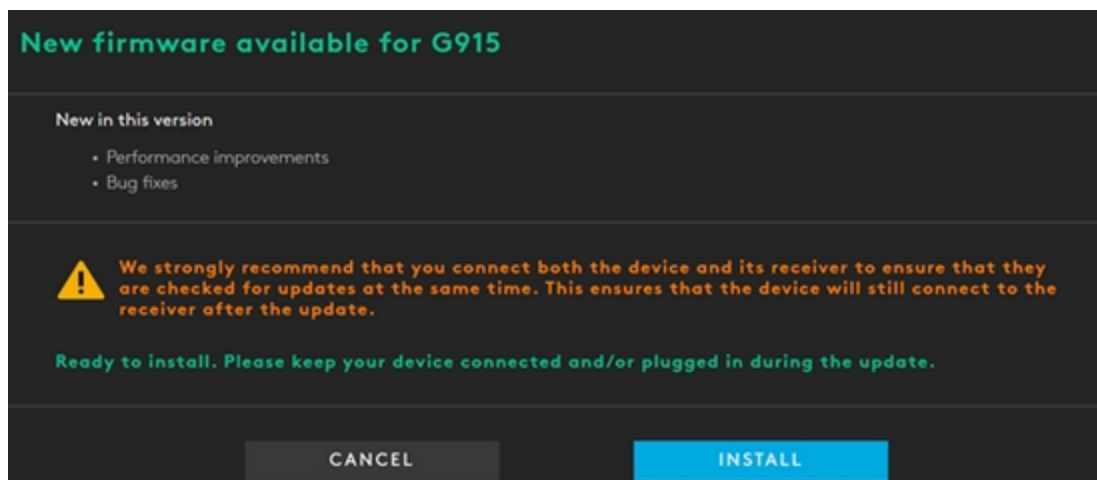 New firmware available for G915
New in this version
• Performance improvements
• Bug fixes
We strongly recommend that you connect both the device and its receiver to ensure that they
are checked for updates at the same time. This ensures that the device will still connect to the
receiver after the update.
Ready to install. Please keep your device connected and/or plugged in during the update.
CANCEL
INSTALL